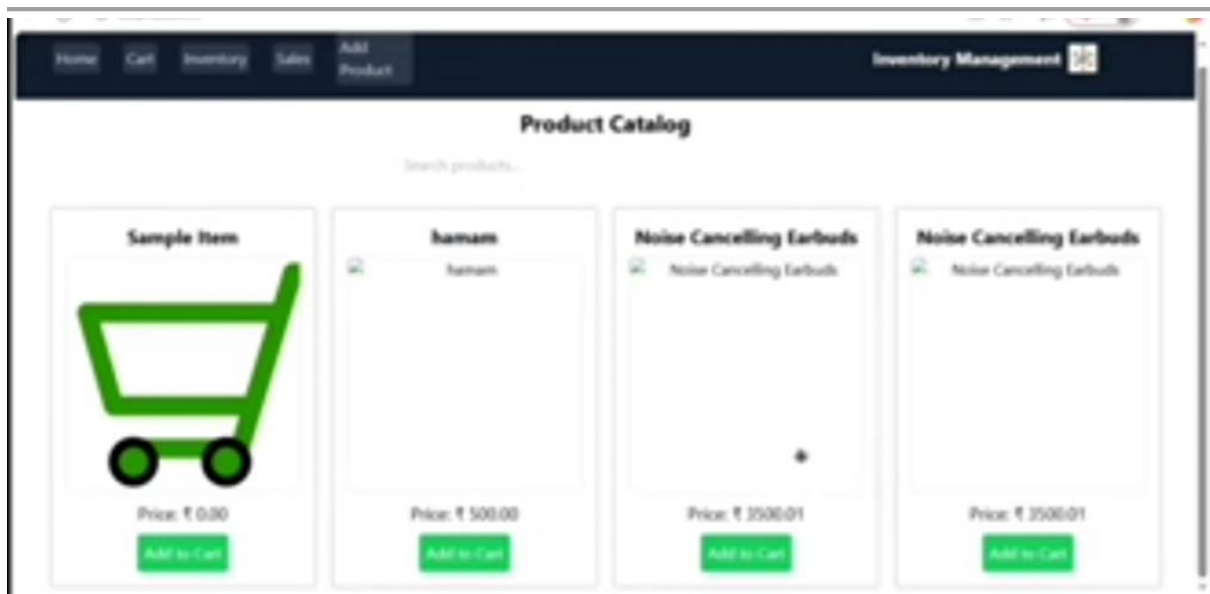 Home Cart Inventory Sales Add Product
Inventory Management
Product Catalog
Search products...
Sample Item
Price: ₹ 0.00
Add to Cart
hamam
hamam
Price: ₹ 500.00
Add to Cart
Noise Cancelling Earbuds
Noise Cancelling Earbuds
Price: ₹ 3500.01
Add to Cart
Noise Cancelling Earbuds
Noise Cancelling Earbuds
Price: ₹ 3500.01
Add to Cart